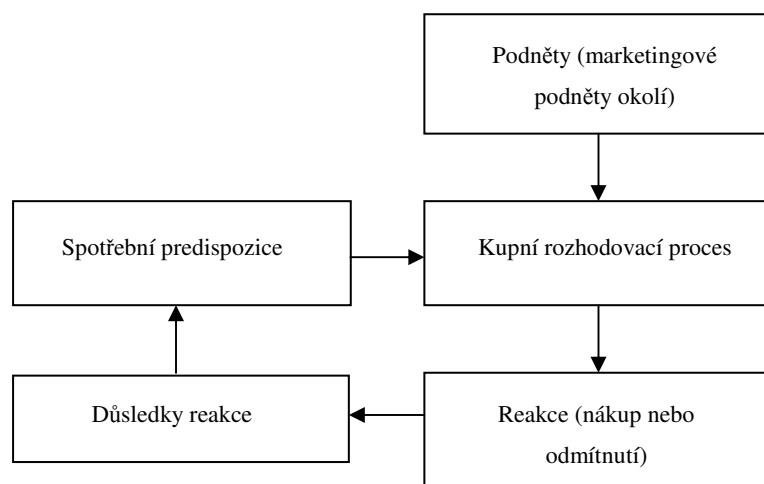 Podněty (marketingové
podněty okolí)
Spotřební predispozice
Kupní rozhodovací proces
Důsledky reakce
Reakce (nákup nebo
odmítnutí)